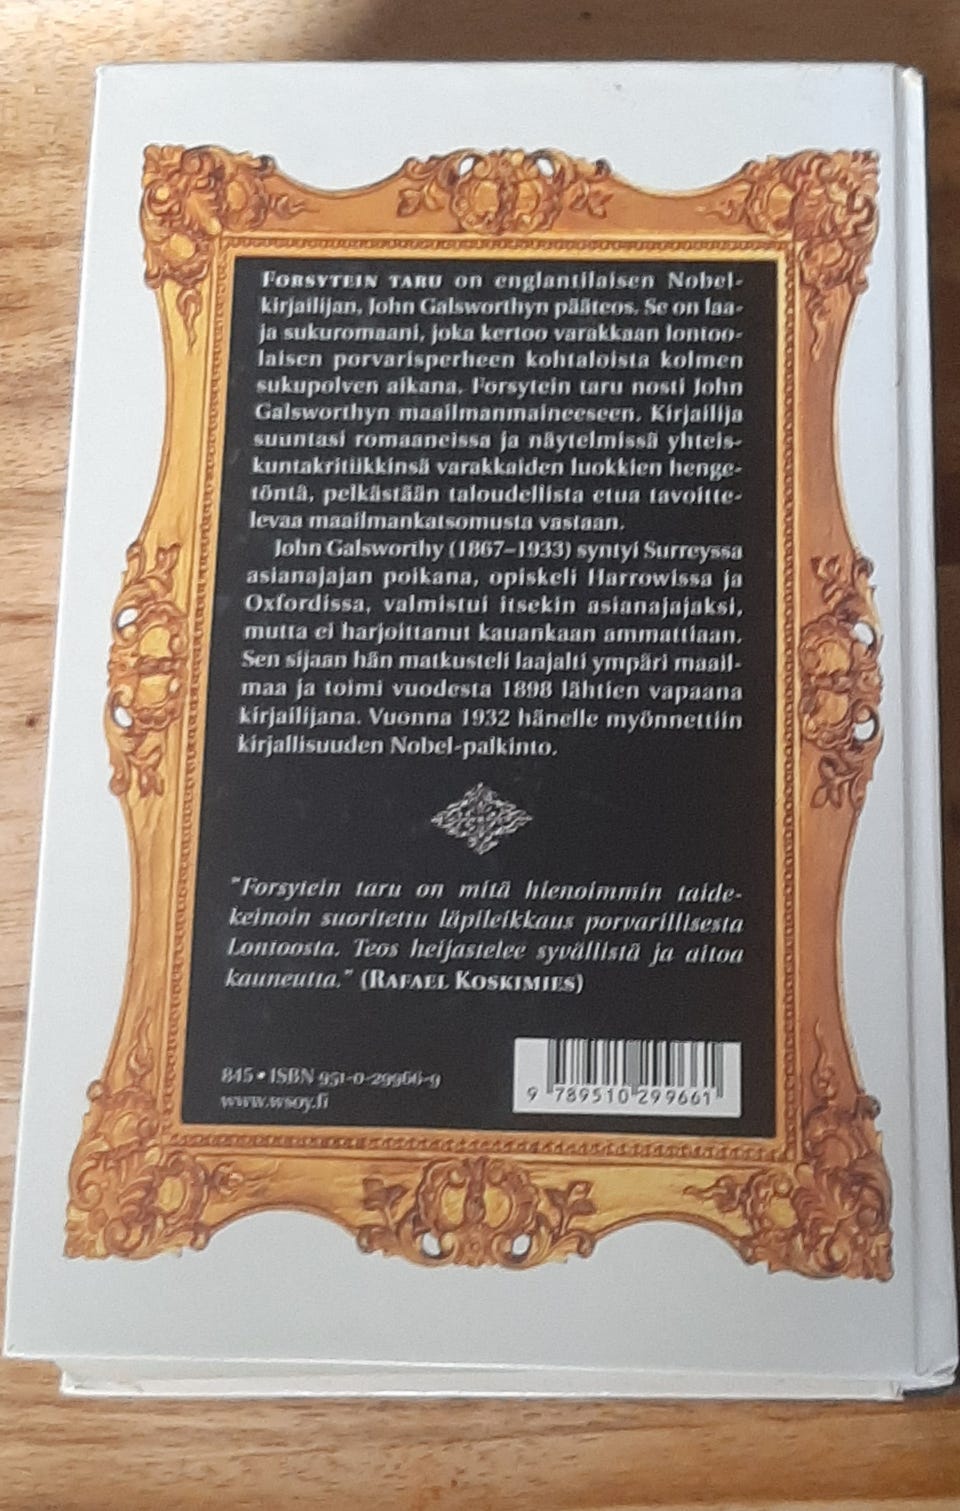 FORSYTEIN TARU on englantilaisen Nobel-
kirjailijan, John Galsworthyn pääteos. Se on laa-
ja sukuromaani, joka kertoo varakkaan lontoo-
laisen porvarisperheen kohtaloista kolmen
sukupolven aikana. Forsytein taru nosti John
Galsworthyn maailmanmaineeseen. Kirjailija
suuntasi romaaneissa ja näytelmissä yhteis-
kuntakritiikkinsä varakkaiden luokkien henge-
töntä, pelkästään taloudellista etua tavoitte-
levaa maailmankatsomusta vastaan.
John Galsworthy (1867–1933) syntyi Surreyssa
asianajajan poikana, opiskeli Harrowissa ja
Oxfordissa, valmistui itsekin asianajajaksi,
mutta ei harjoittanut kauankaan ammattiaan.
Sen sijaan hän matkusteli laajalti ympäri maail-
maa ja toimi vuodesta 1898 lähtien vapaana
kirjailijana. Vuonna 1932 hänelle myönnettiin
kirjallisuuden Nobel-palkinto.
"Forsytein taru on mitä hienoimmin taide-
keinoin suoritettu läpileikkaus porvarillisesta
Lontoosta. Teos heijastelee syvällistä ja aitoa
kauneutta." (RAFAEL KOSKIMIES)
845 • ISBN 951-0-29966-9
www.wsoy.fi
9 789510 299661